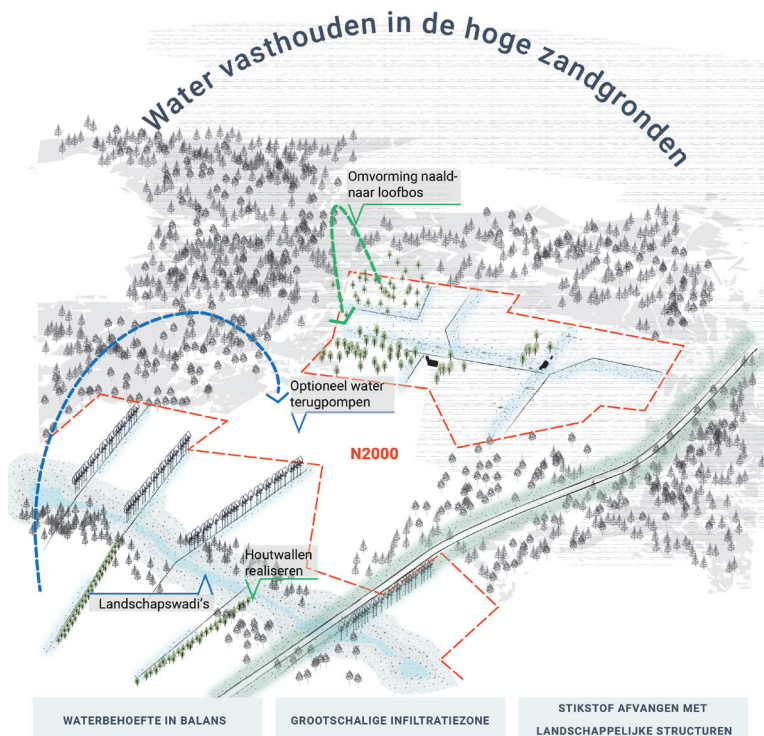 Water vasthouden in de hoge zandgronden
Omvorming naald-
naar loofbos
Optioneel water
terugpompen
N2000
Houtwallen
realiseren
Landschapswadi's
WATERBEHOEFTE IN BALANS
GROOTSCHALIGE INFILTRATIEZONE
STIKSTOF AFVANGEN MET
LANDSCHAPPELIJKE STRUCTUREN